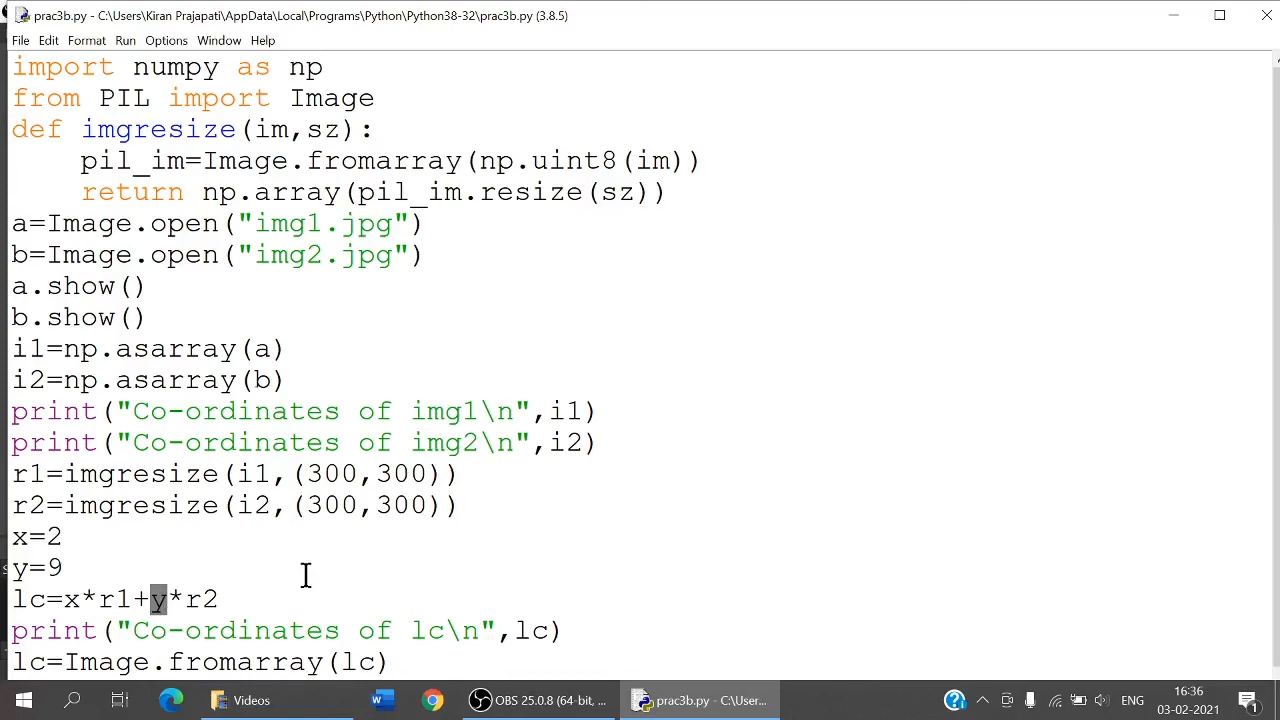 prac3b.py - C:\Users\Kiran Prajapati\AppData\Local\Programs\Python\Python38-32\prac3b.py (3.8.5)
File Edit Format Run Options Window Help
import numpy as np
from PIL import Image
def imgresize(im,sz):
    pil_im=Image.fromarray(np.uint8(im))
    return np.array(pil_im.resize(sz))
a=Image.open("img1.jpg")
b=Image.open("img2.jpg")
a.show()
b.show()
i1=np.asarray(a)
i2=np.asarray(b)
print("Co-ordinates of img1\n",i1)
print("Co-ordinates of img2\n",i2)
r1=imgresize(i1,(300,300))
r2=imgresize(i2,(300,300))
x=2
y=9
lc=x*r1+y*r2
print("Co-ordinates of lc\n",lc)
lc=Image.fromarray(lc)
Videos OBS 25.0.8 (64-bit, ... prac3b.py - C:\User... ENG 16:36
03-02-2021 1